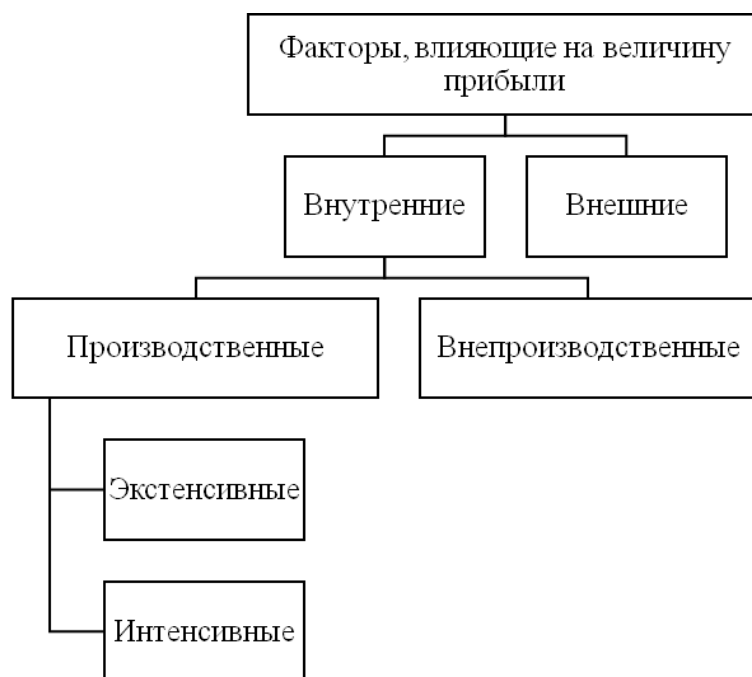 Факторы, влияющие на величину
прибыли
Внутренние
Внешние
Производственные
Внепроизводственные
Экстенсивные
Интенсивные